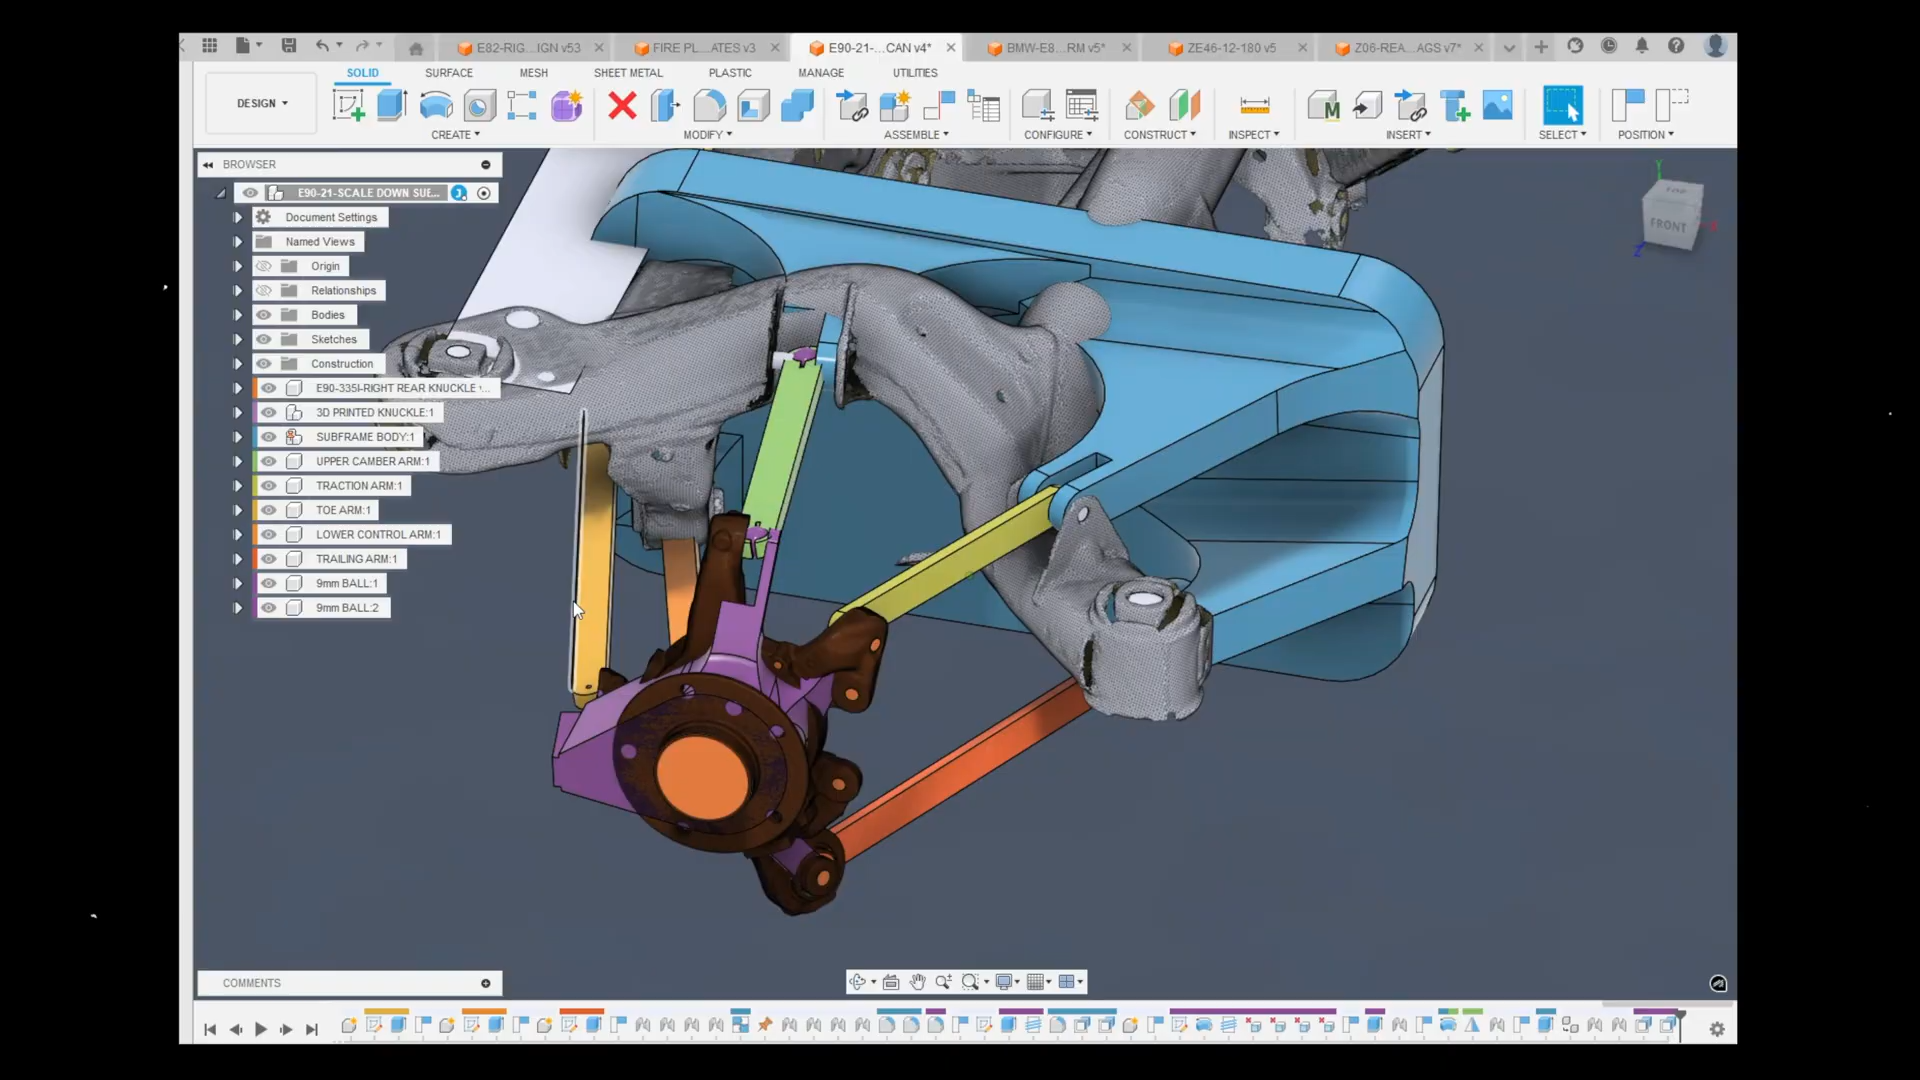 E82-RIG...IGN v53
FIRE PL...ATES v3
E90-21-...CAN v4*
BMW-E8...RM v5*
ZE46-12-180 v5
Z06-REA...AGS v7*
SOLID
SURFACE
MESH
SHEET METAL
PLASTIC
MANAGE
UTILITIES
DESIGN
CREATE
MODIFY
ASSEMBLE
CONFIGURE
CONSTRUCT
INSPECT
INSERT
SELECT
POSITION
BROWSER
E90-21-SCALE DOWN SUE...
Document Settings
Named Views
Origin
Relationships
Bodies
Sketches
Construction
E90-335I-RIGHT REAR KNUCKLE
3D PRINTED KNUCKLE:1
SUBFRAME BODY:1
UPPER CAMBER ARM:1
TRACTION ARM:1
TOE ARM:1
LOWER CONTROL ARM:1
TRAILING ARM:1
9mm BALL:1
9mm BALL:2
TOP
FRONT
Y
X
Z
COMMENTS